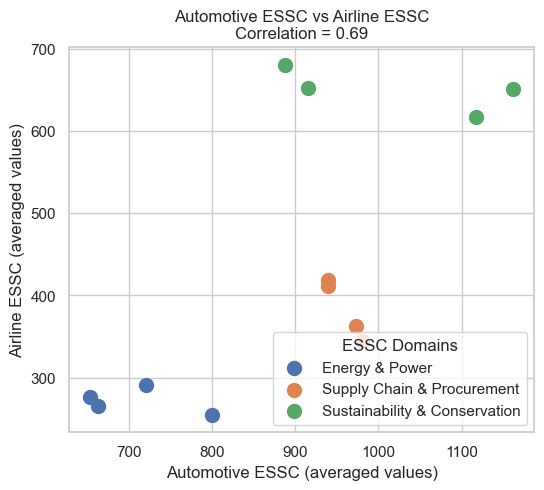 Automotive ESSC vs Airline ESSC
Correlation = 0.69
Airline ESSC (averaged values)
700
600
500
400
300
ESSC Domains
Energy & Power
Supply Chain & Procurement
Sustainability & Conservation
700 800 900 1000 1100
Automotive ESSC (averaged values)